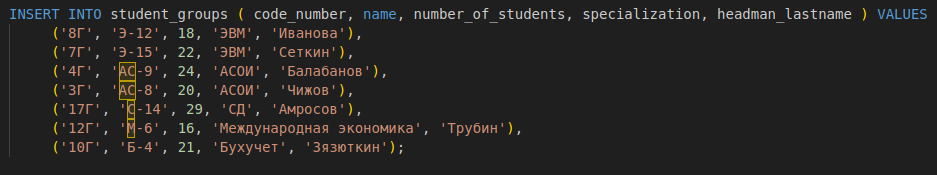 INSERT INTO student_groups ( code_number, name, number_of_students, specialization, headman_lastname ) VALUES
('8Г', 'Э-12', 18, 'ЭВМ', 'Иванова'),
('7Г', 'Э-15', 22, 'ЭВМ', 'Сеткин'),
('4Г', 'АС-9', 24, 'АСОИ', 'Балабанов'),
('3Г', 'АС-8', 20, 'АСОИ', 'Чижов'),
('17Г', 'С-14', 29, 'СД', 'Амросов'),
('12Г', 'М-6', 16, 'Международная экономика', 'Трубин'),
('10Г', 'Б-4', 21, 'Бухучет', 'Зязюткин');